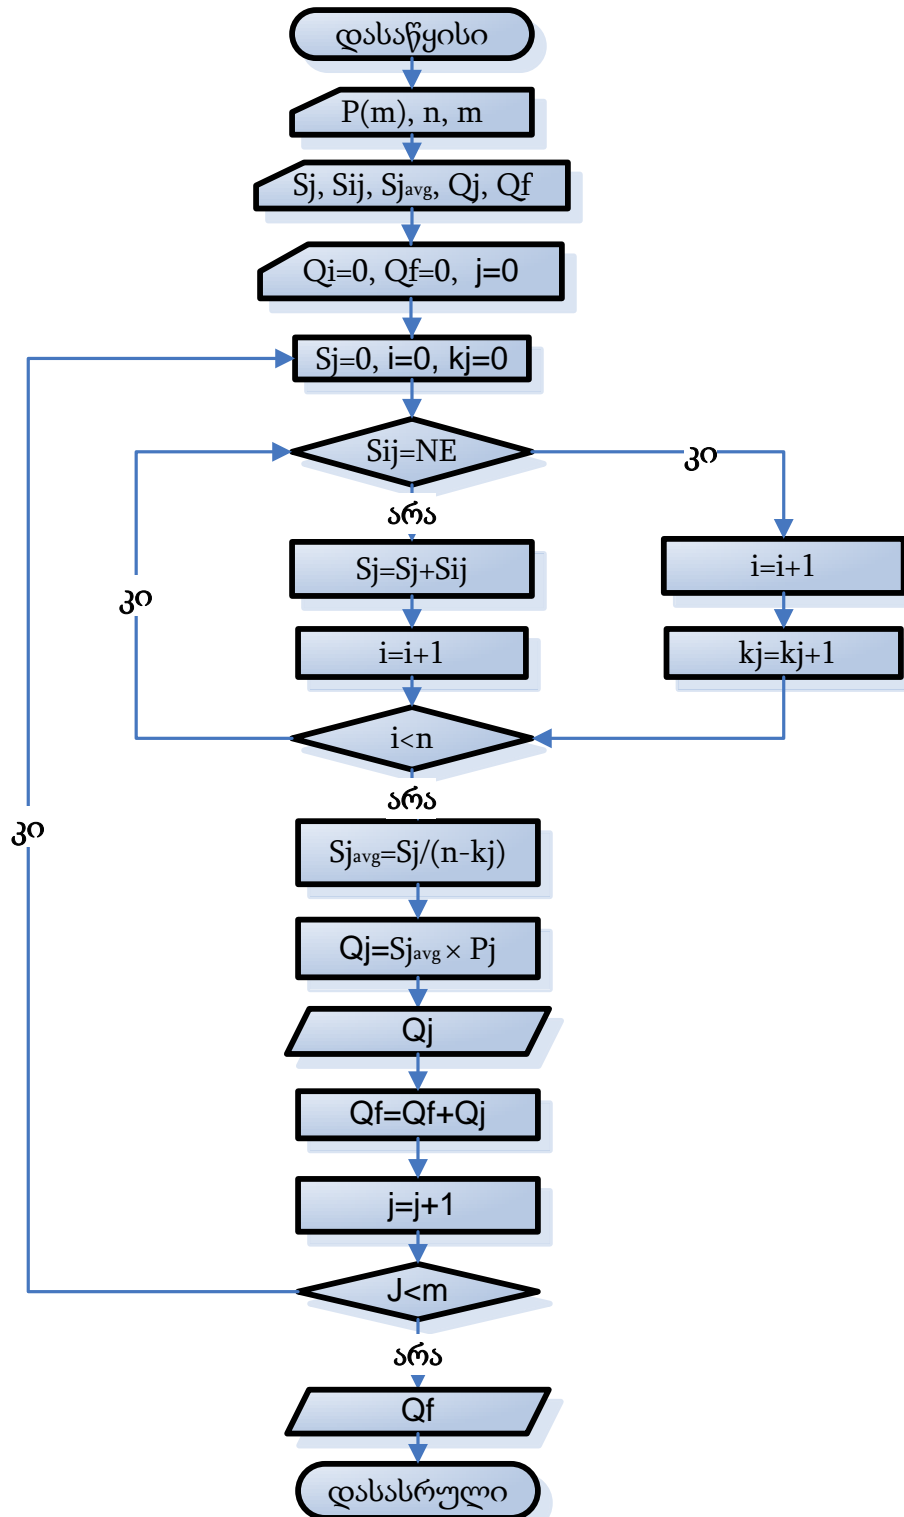 დასაწყისი
P(m), n, m
Sj, Sij, Sjavg, Qj, Qf
Qi=0, Qf=0, j=0
Sj=0, i=0, kj=0
Sij=NE
კი
არა
Sj=Sj+Sij
i=i+1
კი
i=i+1
kj=kj+1
i<n
არა
კი
Sjavg=Sj/(n-kj)
Qj=Sjavg × Pj
Qj
Qf=Qf+Qj
j=j+1
J<m
არა
Qf
დასასრული